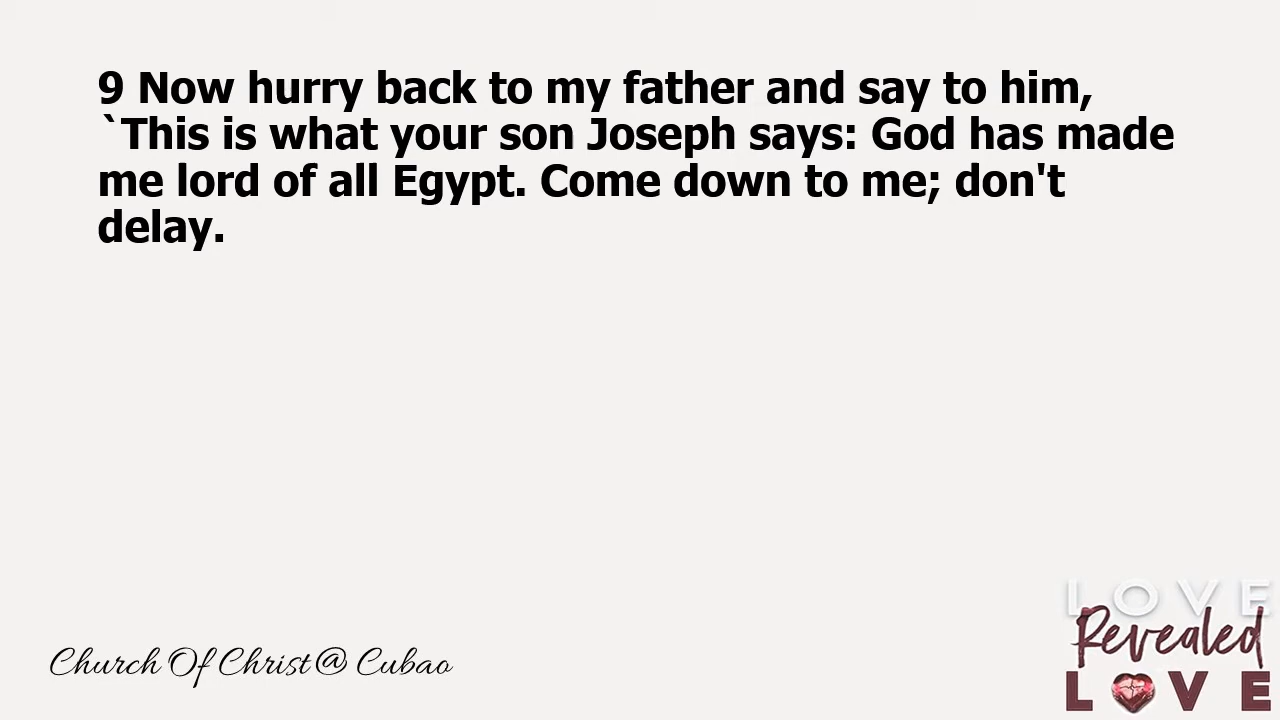 9 Now hurry back to my father and say to him,
`This is what your son Joseph says: God has made
me lord of all Egypt. Come down to me; don't
delay.
LOVE
Revealed
LOVE
Church Of Christ@ Cubao